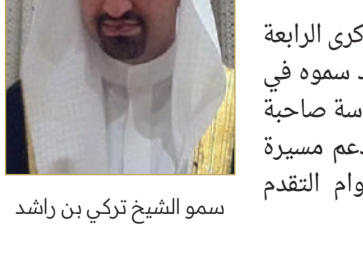 كرى الرابعة
د سموه في
سة صاحبة
دعم مسيرة
وام التقدم
سمو الشيخ تركي بن راشد